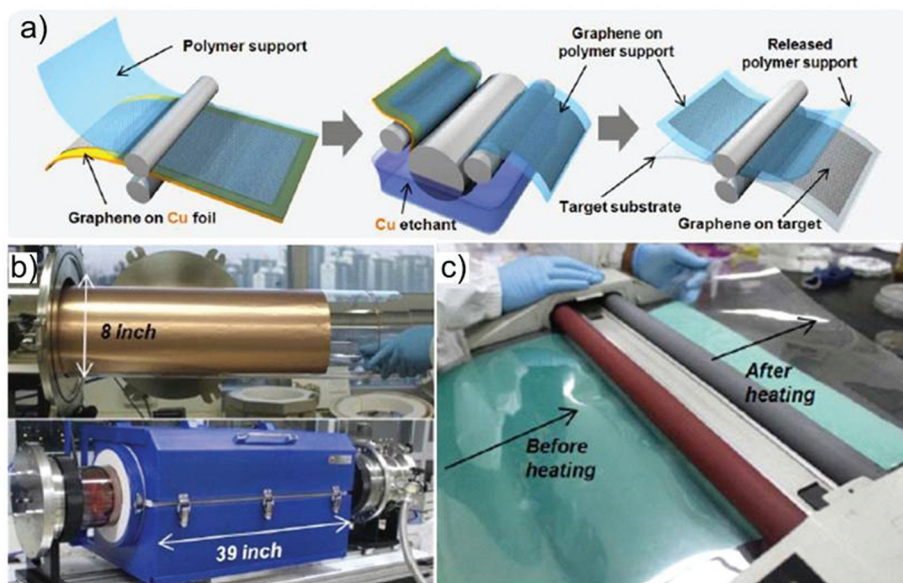 a)
Polymer support
Graphene on Cu foil
Graphene on
polymer support
Cu etchant
Released
polymer support
Target substrate
Graphene on target
b)
8 inch
39 inch
c)
Before
heating
After
heating